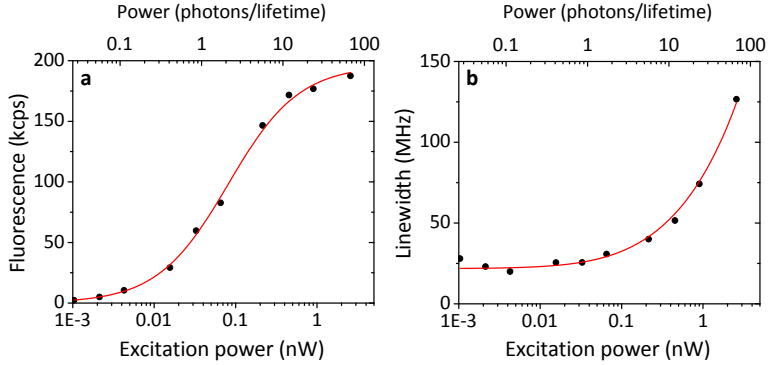 Power (photons/lifetime)
0.1 1 10 100
a
Fluorescence (kcps)
200
150
100
50
0
1E-3 0.01 0.1 1
Excitation power (nW)
Power (photons/lifetime)
0.1 1 10 100
b
Linewidth (MHz)
150
100
50
0
1E-3 0.01 0.1 1
Excitation power (nW)